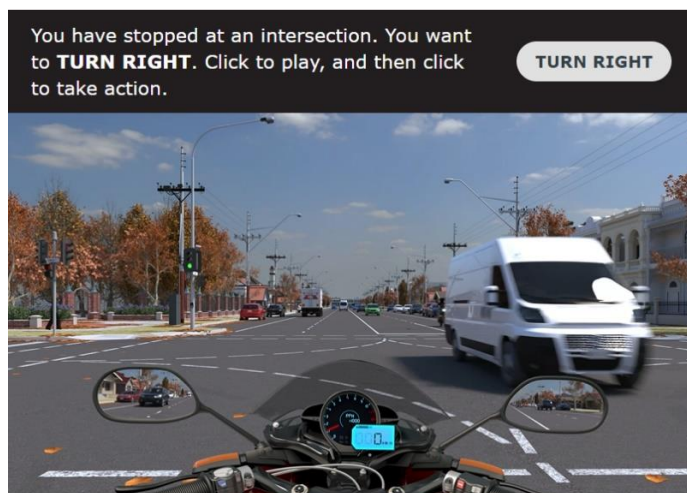 You have stopped at an intersection. You want
to TURN RIGHT. Click to play, and then click
to take action.
TURN RIGHT